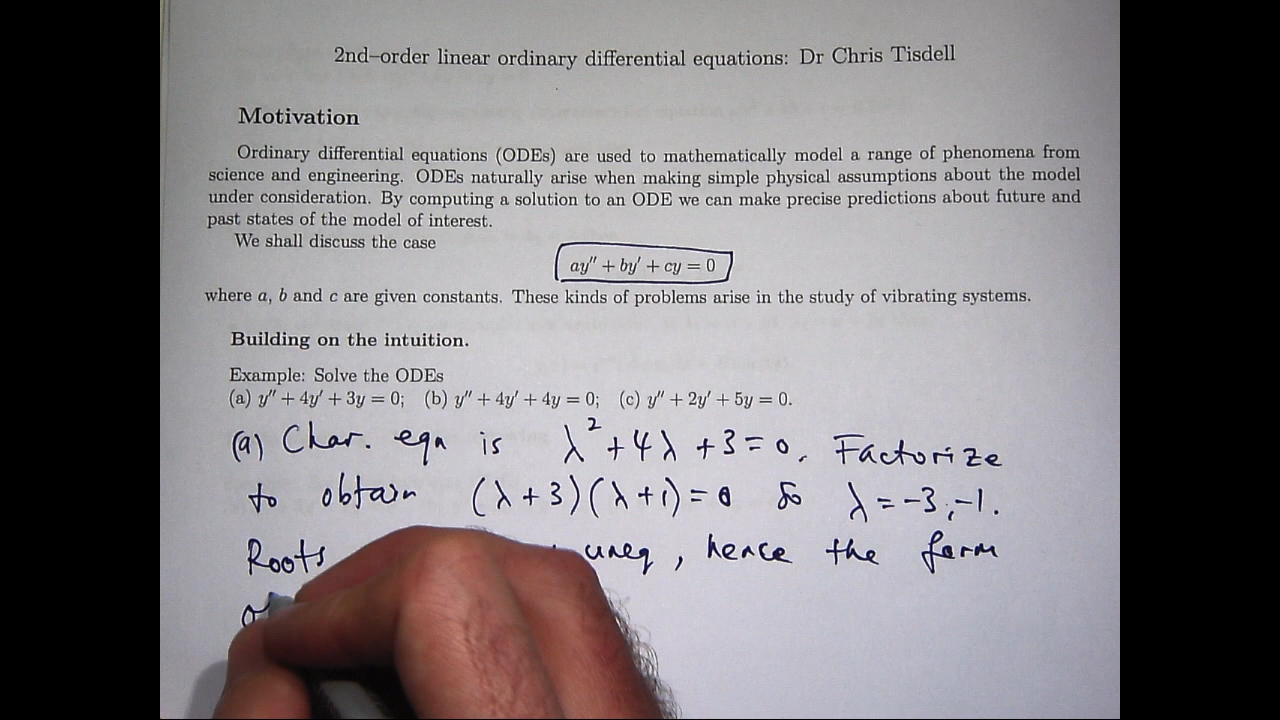 2nd–order linear ordinary differential equations: Dr Chris Tisdell
Motivation
Ordinary differential equations (ODEs) are used to mathematically model a range of phenomena from
science and engineering. ODEs naturally arise when making simple physical assumptions about the model
under consideration. By computing a solution to an ODE we can make precise predictions about future and
past states of the model of interest.
We shall discuss the case
ay″ + by′ + cy = 0
where a, b and c are given constants. These kinds of problems arise in the study of vibrating systems.
Building on the intuition.
Example: Solve the ODEs
(a) y″ + 4y′ + 3y = 0; (b) y″ + 4y′ + 4y = 0; (c) y″ + 2y′ + 5y = 0.
(a) Char. eqn is λ² + 4λ + 3 = 0. Factorize
to obtain (λ + 3)(λ + 1) = 0 so λ = -3, -1.
Roots uneq, hence the form